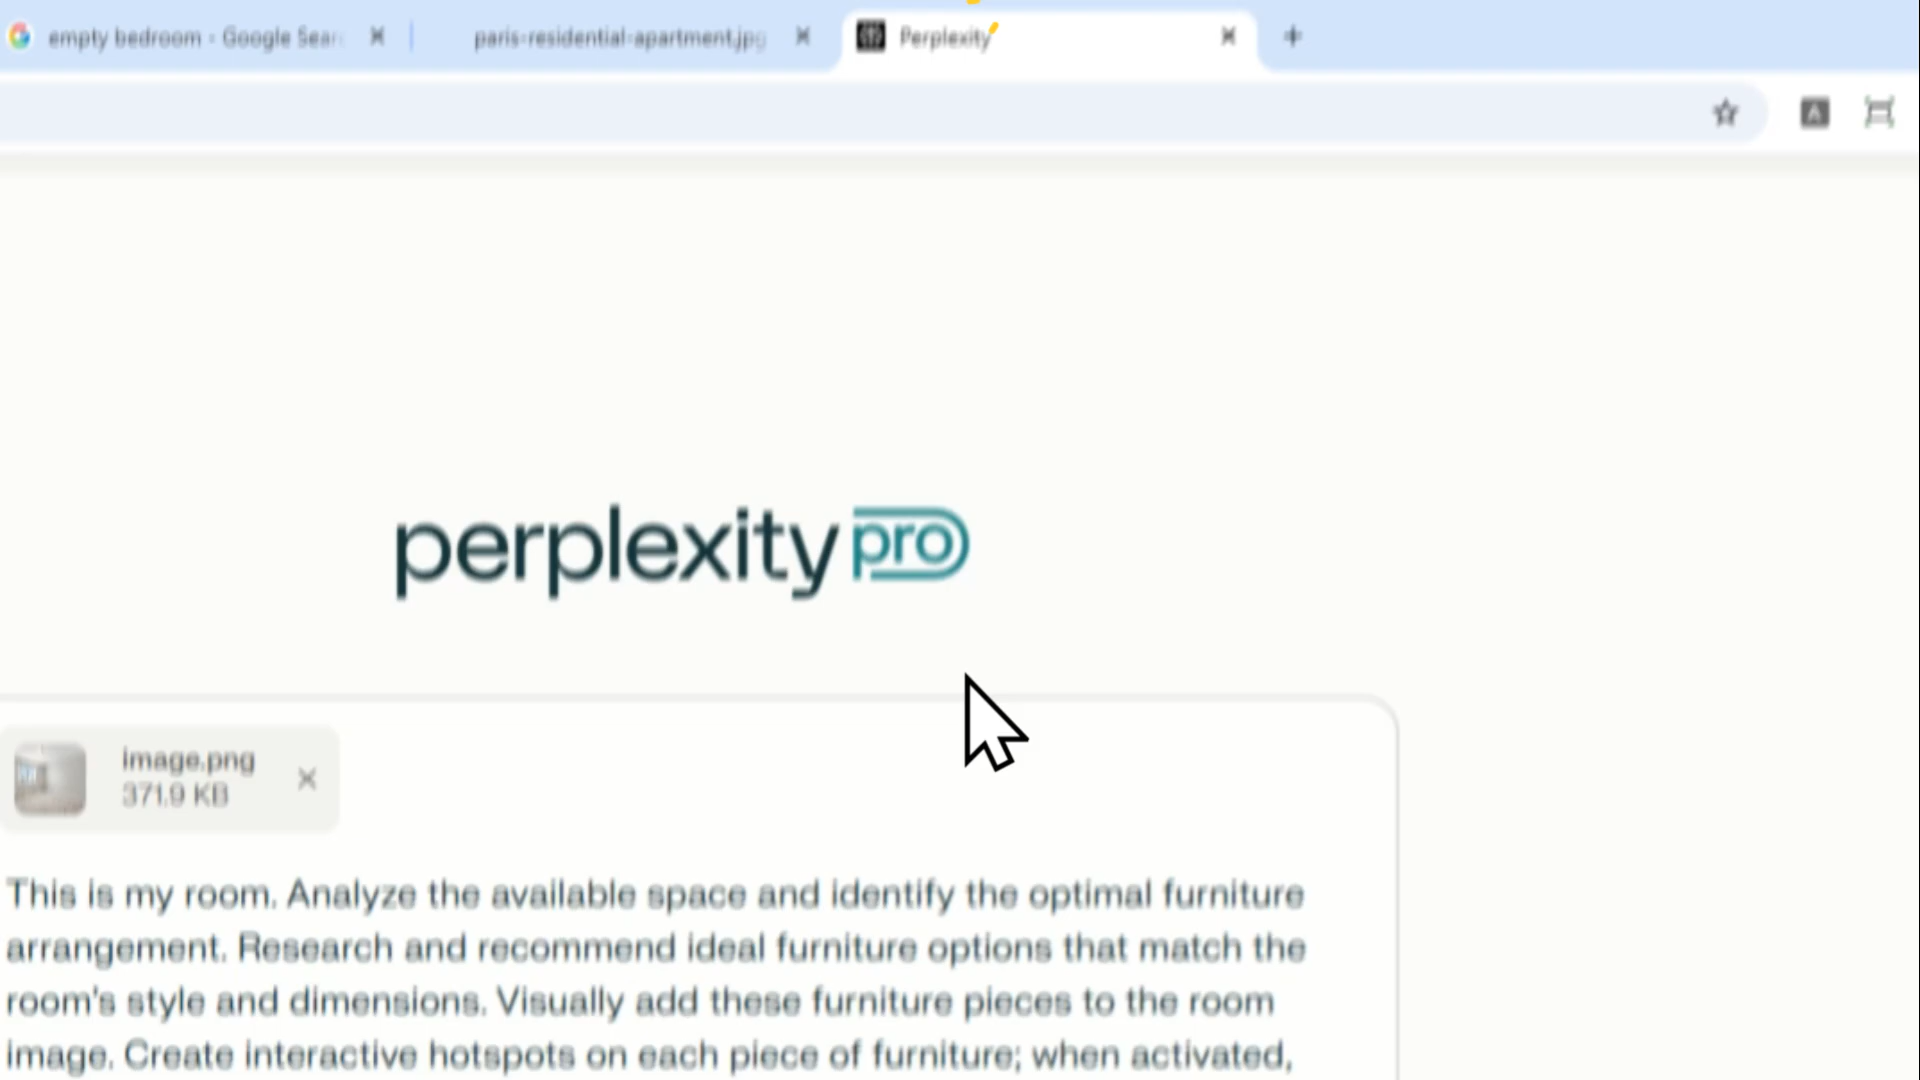 empty bedroom - Google Sear
paris-residential-apartment.jpg
Perplexity
perplexity pro
image.png
371.9 KB
This is my room. Analyze the available space and identify the optimal furniture
arrangement. Research and recommend ideal furniture options that match the
room's style and dimensions. Visually add these furniture pieces to the room
image. Create interactive hotspots on each piece of furniture; when activated,